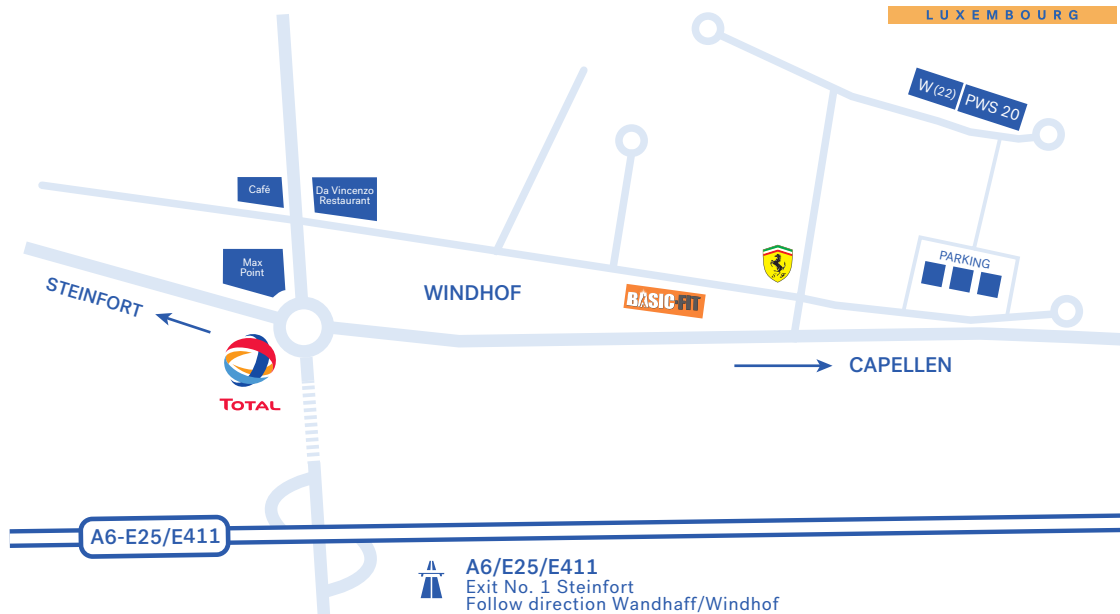 LUXEMBOURG
W (22)
PWS 20
Café
Da Vincenzo
Restaurant
Max
Point
PARKING
STEINFORT
WINDHOF
BASIC-FIT
TOTAL
CAPELLEN
A6-E25/E411
A6/E25/E411
Exit No. 1 Steinfort
Follow direction Wandhaff/Windhof